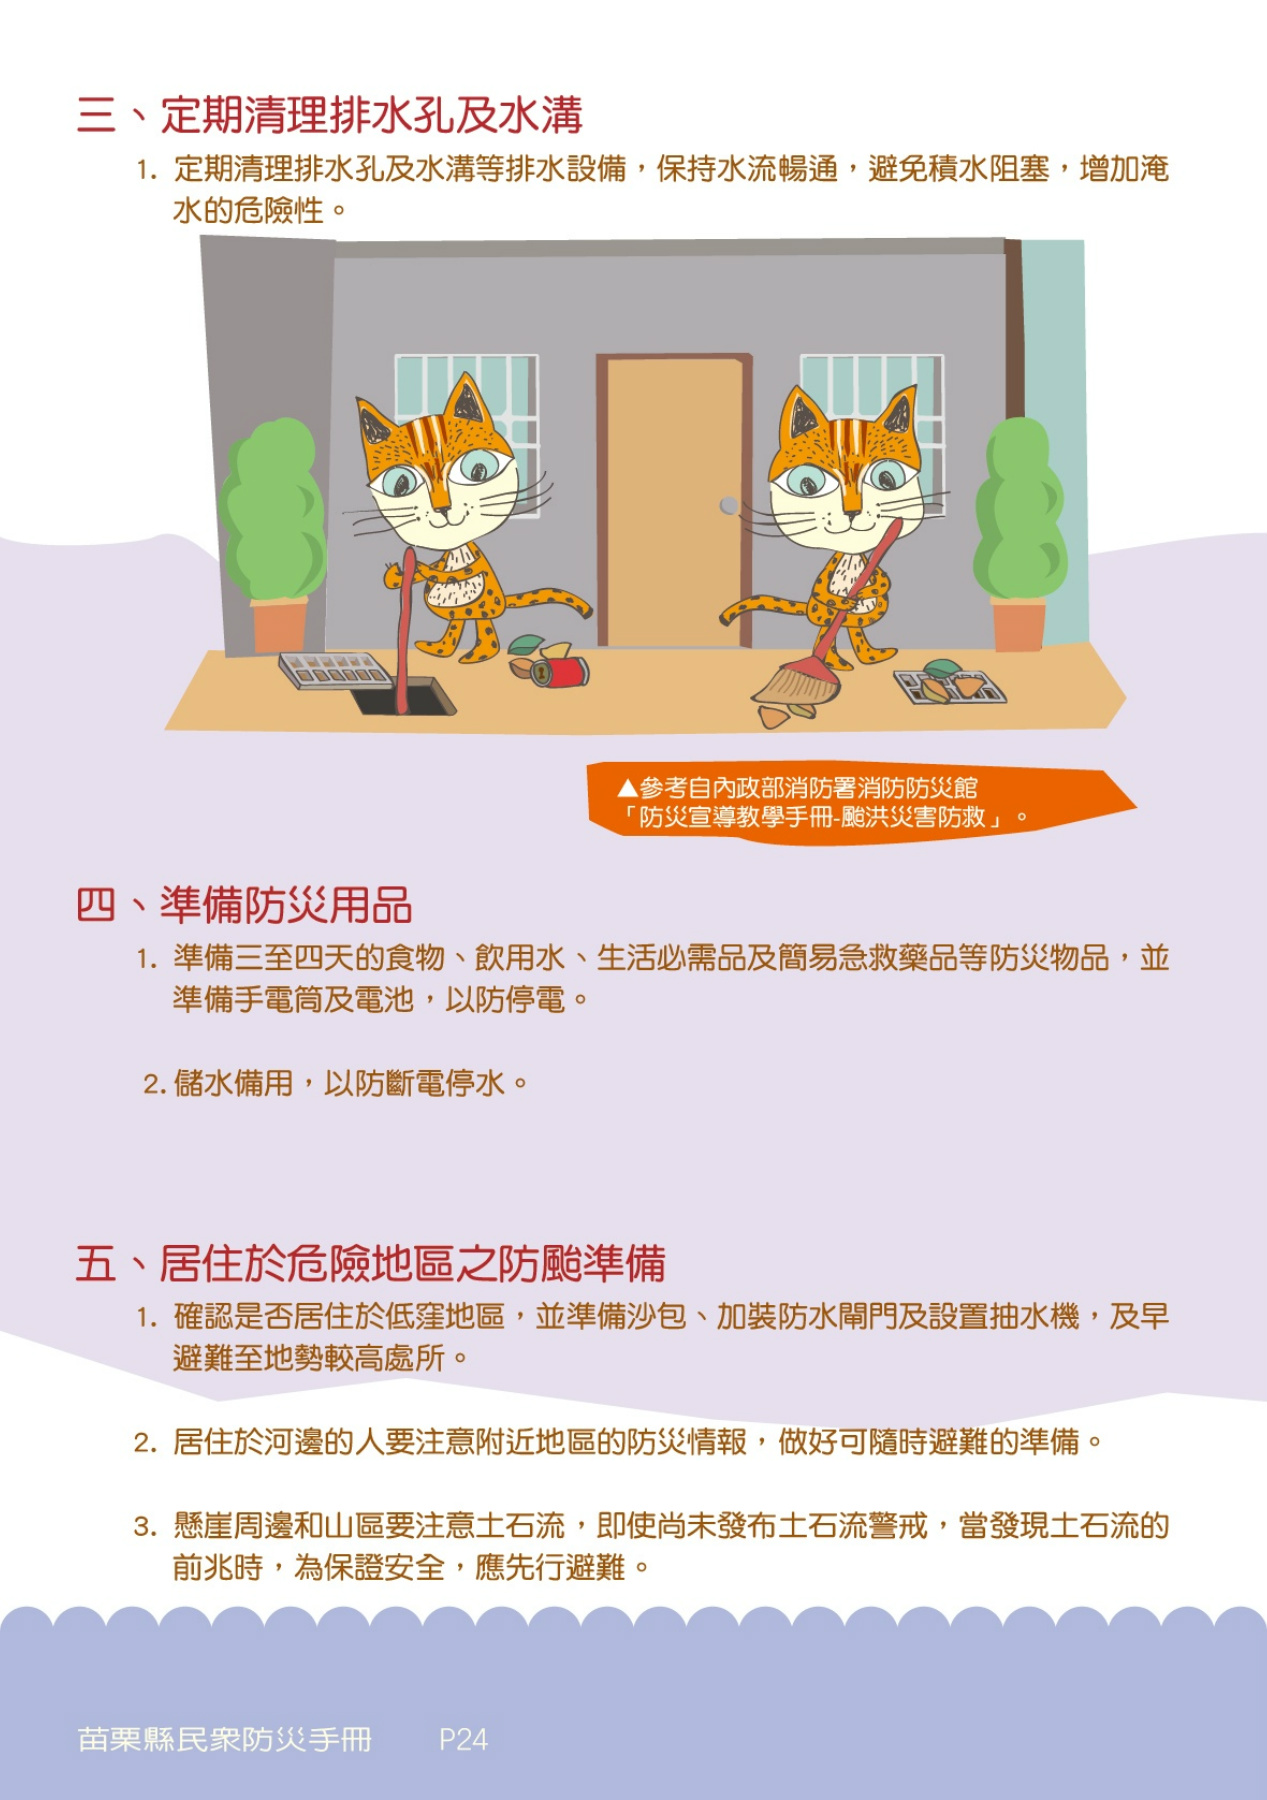 三、定期清理排水孔及水溝
1. 定期清理排水孔及水溝等排水設備，保持水流暢通，避免積水阻塞，增加淹
水的危險性。
▲參考自內政部消防署消防防災館
「防災宣導教學手冊-颱洪災害防救」。
四、準備防災用品
1. 準備三至四天的食物、飲用水、生活必需品及簡易急救藥品等防災物品，並
準備手電筒及電池，以防停電。
2. 儲水備用，以防斷電停水。
五、居住於危險地區之防颱準備
1. 確認是否居住於低窪地區，並準備沙包、加裝防水閘門及設置抽水機，及早
避難至地勢較高處所。
2. 居住於河邊的人要注意附近地區的防災情報，做好可隨時避難的準備。
3. 懸崖周邊和山區要注意土石流，即使尚未發布土石流警戒，當發現土石流的
前兆時，為保證安全，應先行避難。
苗栗縣民衆防災手冊 P24